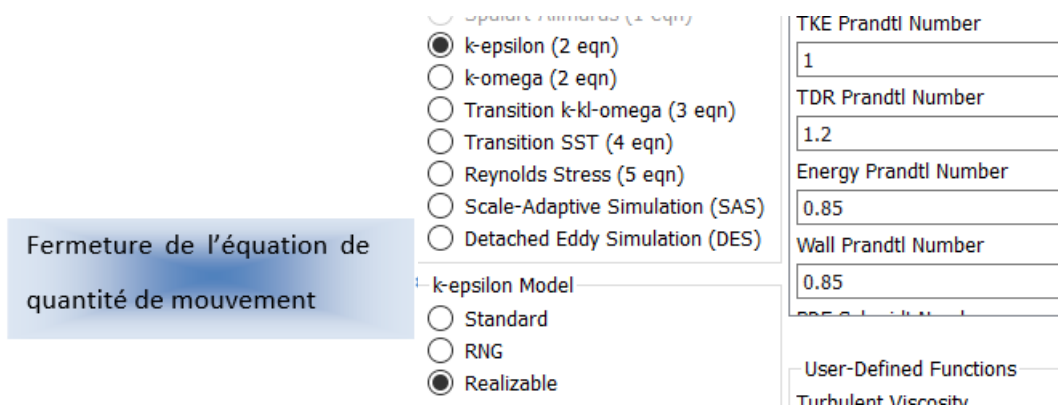 Fermeture de l’équation de
quantité de mouvement
k-epsilon (2 eqn)
k-omega (2 eqn)
Transition k-kl-omega (3 eqn)
Transition SST (4 eqn)
Reynolds Stress (5 eqn)
Scale-Adaptive Simulation (SAS)
Detached Eddy Simulation (DES)
k-epsilon Model
Standard
RNG
Realizable
TKE Prandtl Number
1
TDR Prandtl Number
1.2
Energy Prandtl Number
0.85
Wall Prandtl Number
0.85
User-Defined Functions
Turbulent Viscosity